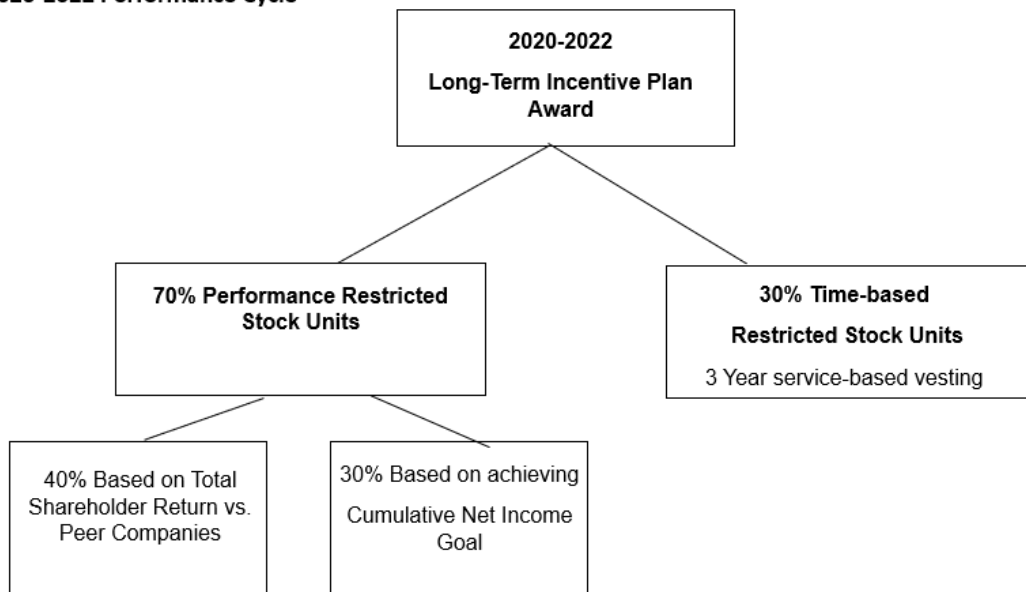 Performance Cycle
2020-2022
Long-Term Incentive Plan
Award
70% Performance Restricted
Stock Units
30% Time-based
Restricted Stock Units
3 Year service-based vesting
40% Based on Total
Shareholder Return vs.
Peer Companies
30% Based on achieving
Cumulative Net Income
Goal